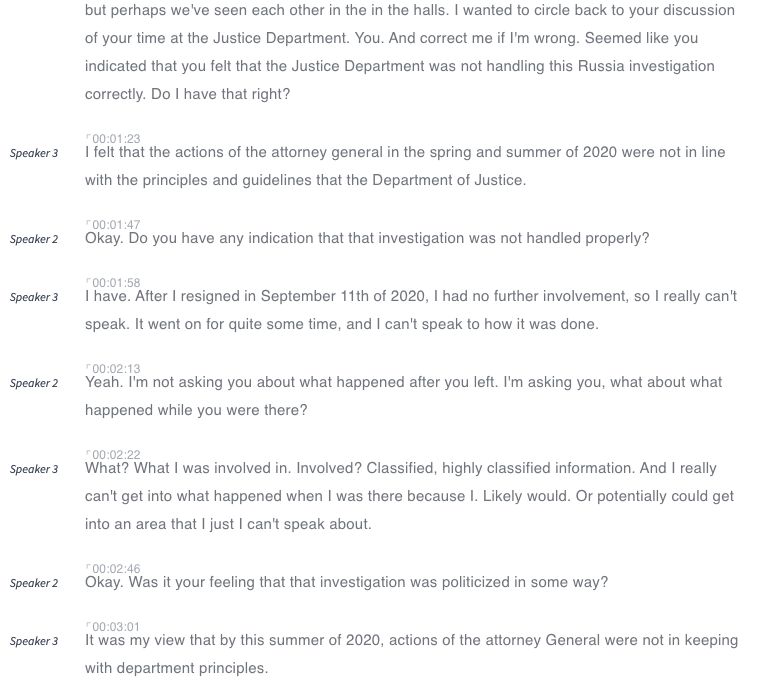 but perhaps we've seen each other in the in the halls. I wanted to circle back to your discussion
of your time at the Justice Department. You. And correct me if I'm wrong. Seemed like you
indicated that you felt that the Justice Department was not handling this Russia investigation
correctly. Do I have that right?
00:01:23
Speaker 3 I felt that the actions of the attorney general in the spring and summer of 2020 were not in line
with the principles and guidelines that the Department of Justice.
00:01:47
Speaker 2 Okay. Do you have any indication that that investigation was not handled properly?
00:01:58
Speaker 3 I have. After I resigned in September 11th of 2020, I had no further involvement, so I really can't
speak. It went on for quite some time, and I can't speak to how it was done.
00:02:13
Speaker 2 Yeah. I'm not asking you about what happened after you left. I'm asking you, what about what
happened while you were there?
00:02:22
Speaker 3 What? What I was involved in. Involved? Classified, highly classified information. And I really
can't get into what happened when I was there because I. Likely would. Or potentially could get
into an area that I just I can't speak about.
00:02:46
Speaker 2 Okay. Was it your feeling that that investigation was politicized in some way?
00:03:01
Speaker 3 It was my view that by this summer of 2020, actions of the attorney General were not in keeping
with department principles.